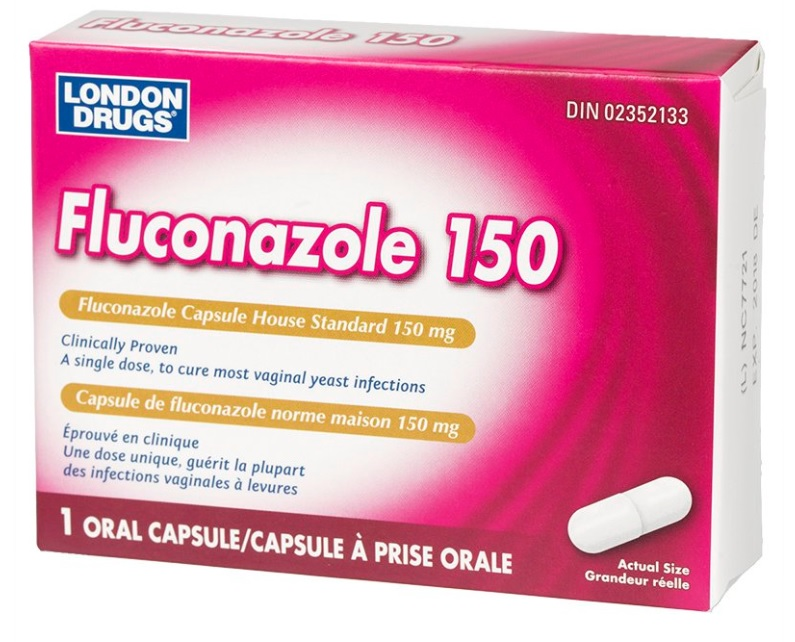 Fluconazole 150
LONDON
DRUGS®
DIN 02352133
Fluconazole 150
Fluconazole Capsule House Standard 150 mg
Clinically Proven
A single dose, to cure most vaginal yeast infections
Capsule de fluconazole norme maison 150 mg
Éprouvé en clinique
Une dose unique, guérit la plupart
des infections vaginales à levures
1 ORAL CAPSULE/CAPSULE À PRISE ORALE
Actual Size
Grandeur réelle
(L) NC7721
EXP. 2018 DE